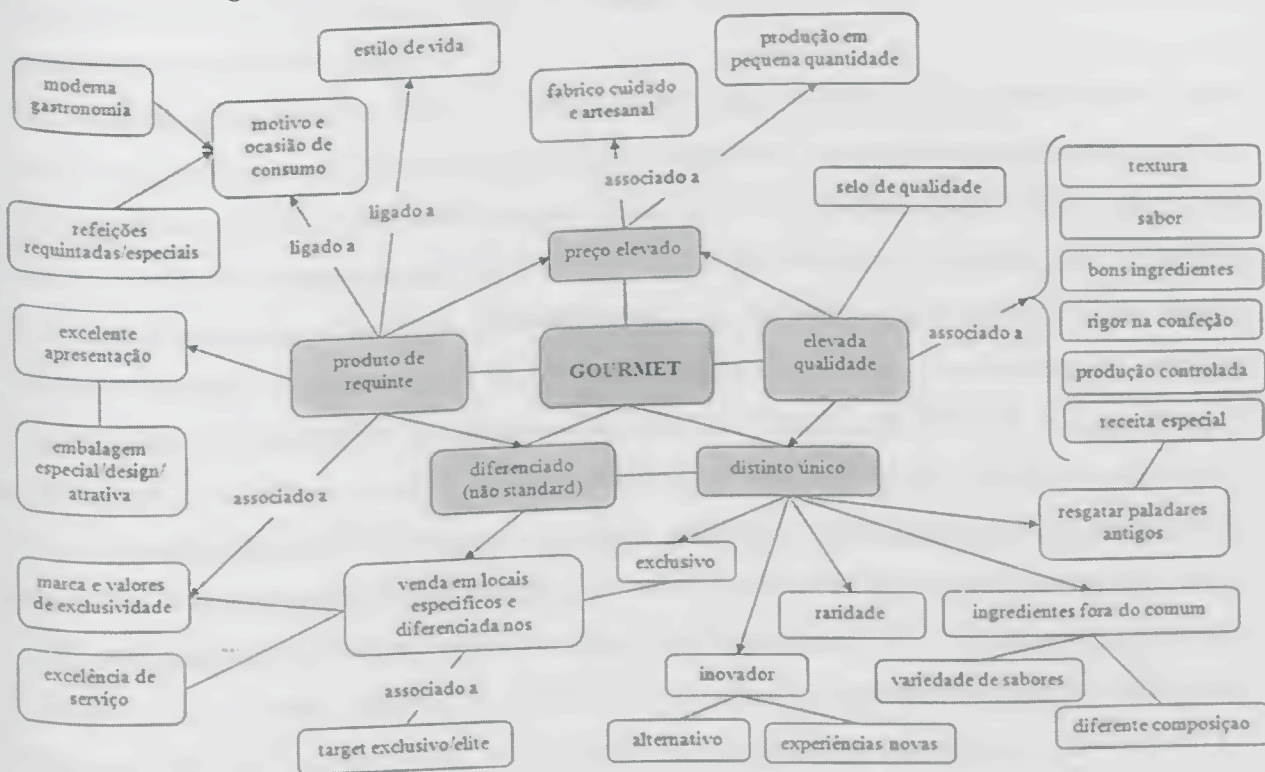 estilo de vida
produção em
pequena quantidade
moderna
gastronomia
fabrico cuidado
e artesanal
motivo e
ocasião de
consumo
associado a
selo de qualidade
textura
sabor
refeições
requintadas/especiais
ligado a
ligado a
preço elevado
bons ingredientes
excelente
apresentação
produto de
requinte
GOURMET
elevada
qualidade
associado a
rigor na confeção
produção controlada
receita especial
embalagem
especial/design/
atrativa
diferenciado
(não standard)
distinto único
associado a
resgatar paladares
antigos
marca e valores
de exclusividade
venda em locais
específicos e
diferenciada nos
exclusivo
raridade
ingredientes fora do comum
excelência de
serviço
associado a
inovador
variedade de sabores
target exclusivo/elite
alternativo
experiências novas
diferente composiçao